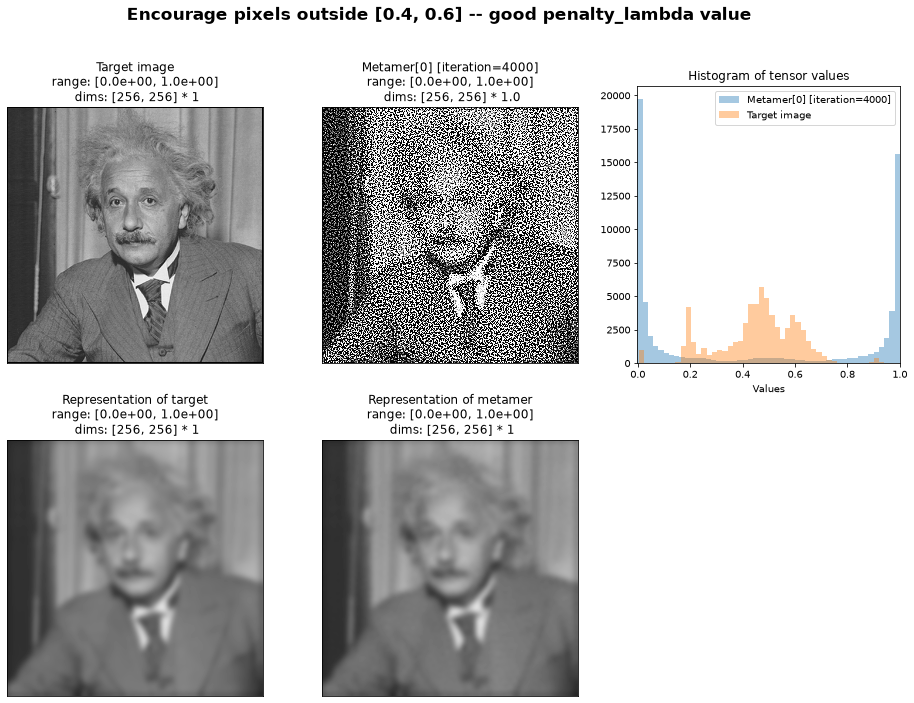 Encourage pixels outside [0.4, 0.6] -- good penalty_lambda value
Target image
range: [0.0e+00, 1.0e+00]
dims: [256, 256] * 1
Metamer[0] [iteration=4000]
range: [0.0e+00, 1.0e+00]
dims: [256, 256] * 1.0
Histogram of tensor values
Metamer[0] [iteration=4000]
Target image
20000
17500
15000
12500
10000
7500
5000
2500
0
0.0 0.2 0.4 0.6 0.8 1.0
Values
Representation of target
range: [0.0e+00, 1.0e+00]
dims: [256, 256] * 1
Representation of metamer
range: [0.0e+00, 1.0e+00]
dims: [256, 256] * 1